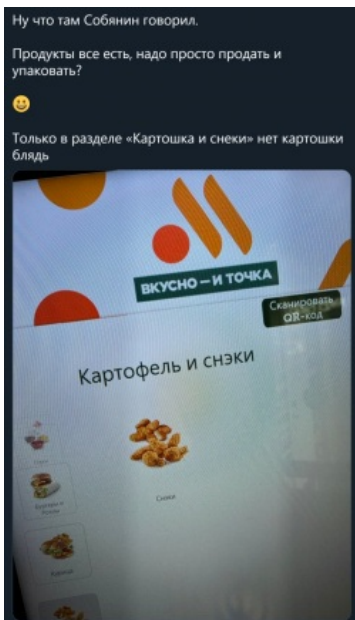 Ну что там Собянин говорил.
Продукты все есть, надо просто продать и
упаковать?
Только в разделе «Картошка и снеки» нет картошки
блядь
ВКУСНО – И ТОЧКА
Сканировать
QR-код
Картофель и снэки
Снэки
Курица